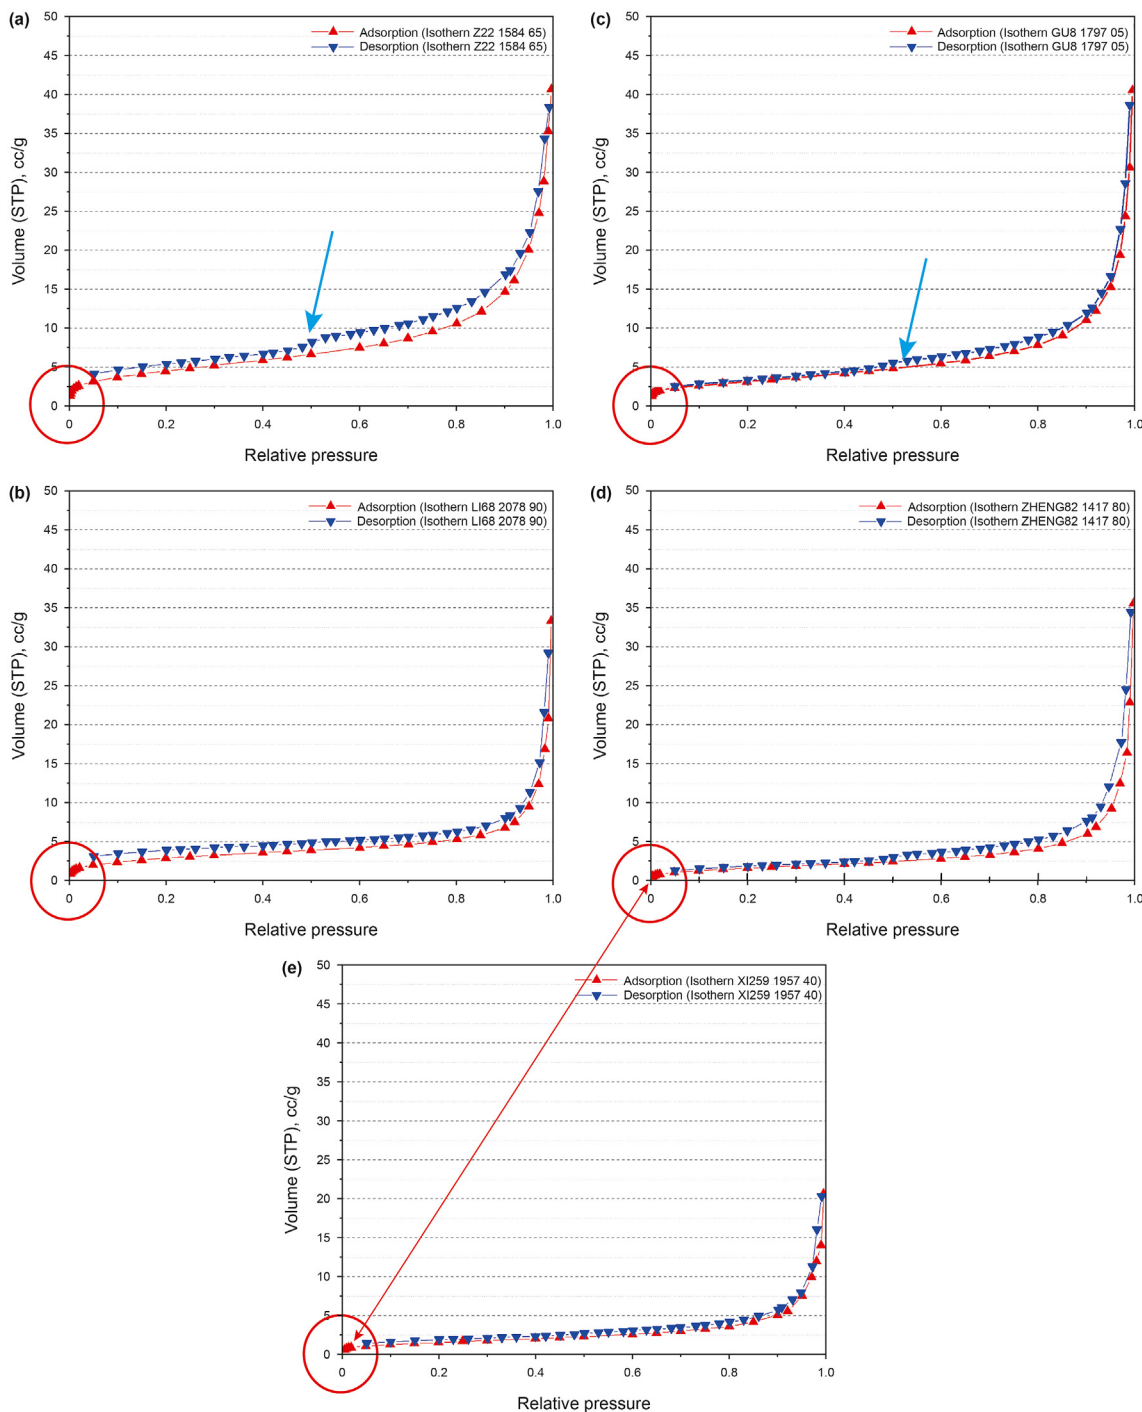 (a)
Adsorption (Isothern Z22 1584 65)
Desorption (Isothern Z22 1584 65)
Volume (STP), cc/g
50
45
40
35
30
25
20
15
10
5
0
0 0.2 0.4 0.6 0.8 1.0
Relative pressure
(c)
Adsorption (Isothern GU8 1797 05)
Desorption (Isothern GU8 1797 05)
Volume (STP), cc/g
50
45
40
35
30
25
20
15
10
5
0
0 0.2 0.4 0.6 0.8 1.0
Relative pressure
(b)
Adsorption (Isothern LI68 2078 90)
Desorption (Isothern LI68 2078 90)
Volume (STP), cc/g
50
45
40
35
30
25
20
15
10
5
0
0 0.2 0.4 0.6 0.8 1.0
Relative pressure
(d)
Adsorption (Isothern ZHENG82 1417 80)
Desorption (Isothern ZHENG82 1417 80)
Volume (STP), cc/g
50
45
40
35
30
25
20
15
10
5
0
0 0.2 0.4 0.6 0.8 1.0
Relative pressure
(e)
Adsorption (Isothern XI259 1957 40)
Desorption (Isothern XI259 1957 40)
Volume (STP), cc/g
50
45
40
35
30
25
20
15
10
5
0
0 0.2 0.4 0.6 0.8 1.0
Relative pressure